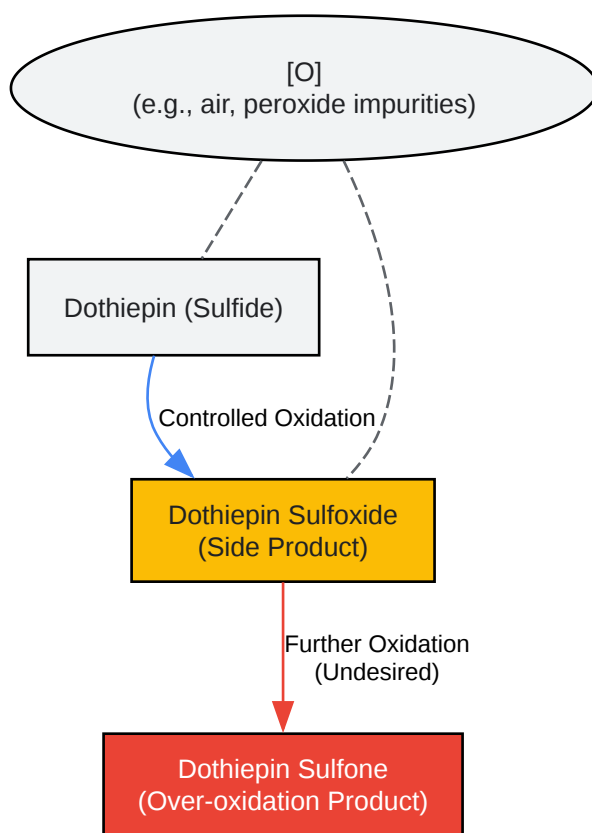 [O]
(e.g., air, peroxide impurities)
Dothiepin (Sulfide)
Controlled Oxidation
Dothiepin Sulfoxide
(Side Product)
Further Oxidation
(Undesired)
Dothiepin Sulfone
(Over-oxidation Product)